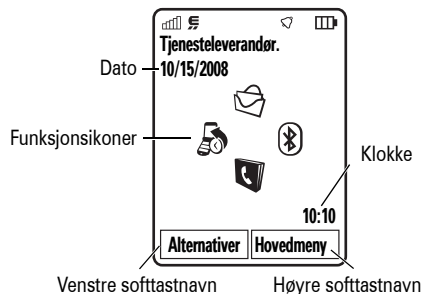 Tjenesteleverandør.
Dato
10/15/2008
Funksjonsikoner
Klokke
10:10
Alternativer
Hovedmeny
Venstre softtastnavn
Høyre softtastnavn